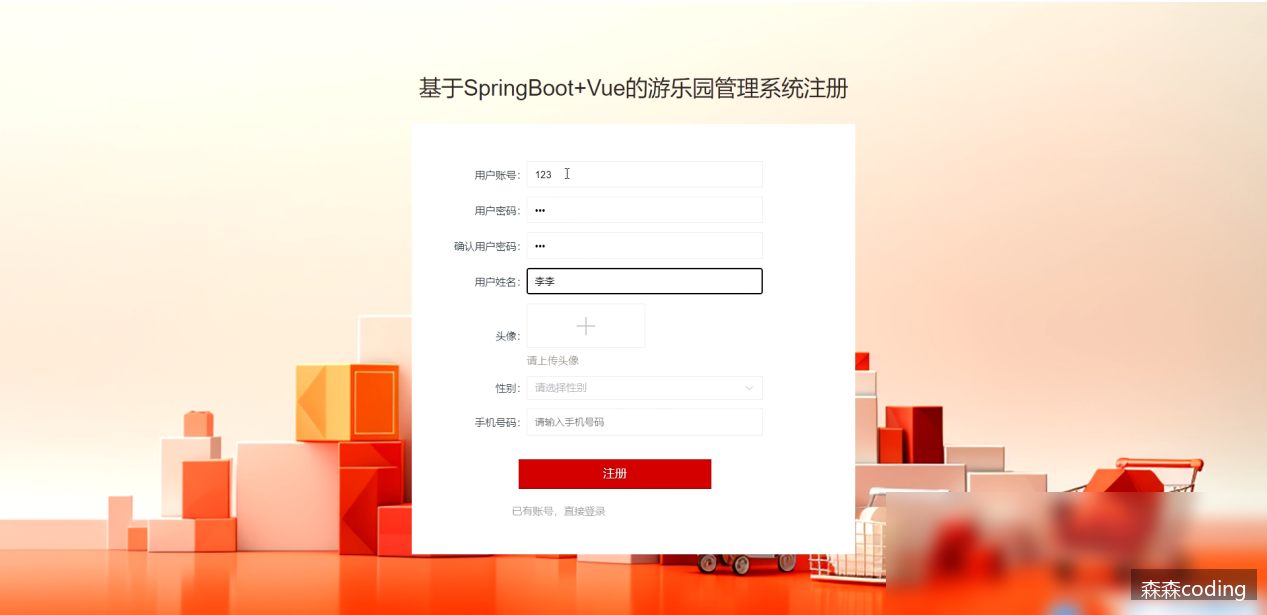 基于SpringBoot+Vue的游乐园管理系统注册
用户账号: 123
用户密码: •••
确认用户密码: •••
用户姓名: 李李
头像:
请上传头像
性别: 请选择性别
手机号码: 请输入手机号码
注册
已有账号，直接登录
森森coding